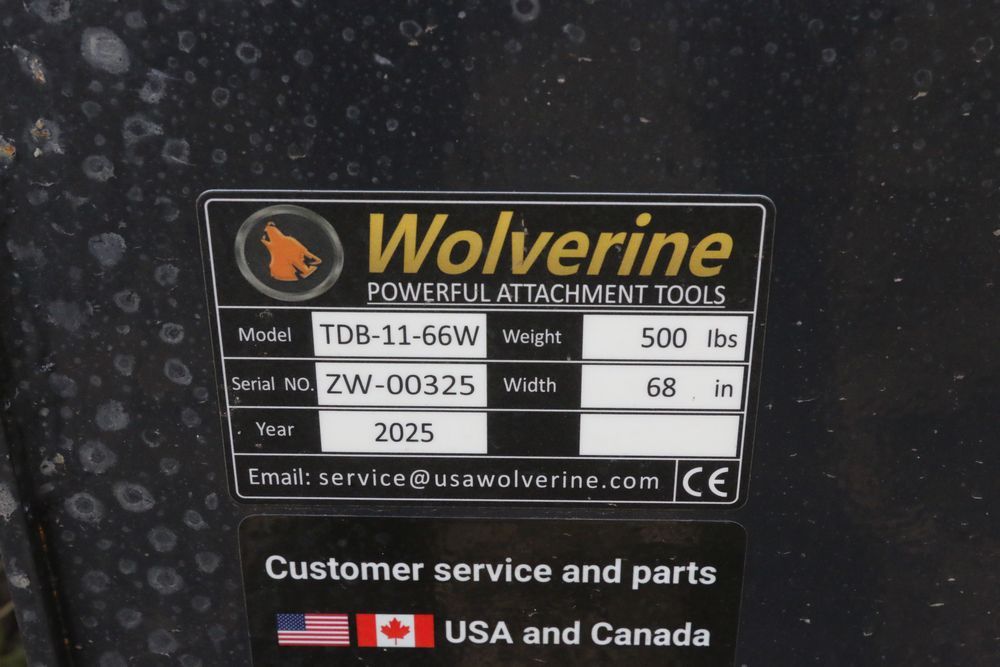 Wolverine
POWERFUL ATTACHMENT TOOLS
Model TDB-11-66W Weight 500 lbs
Serial NO. ZW-00325 Width 68 in
Year 2025
Email: service@usawolverine.com CE
Customer service and parts
USA and Canada